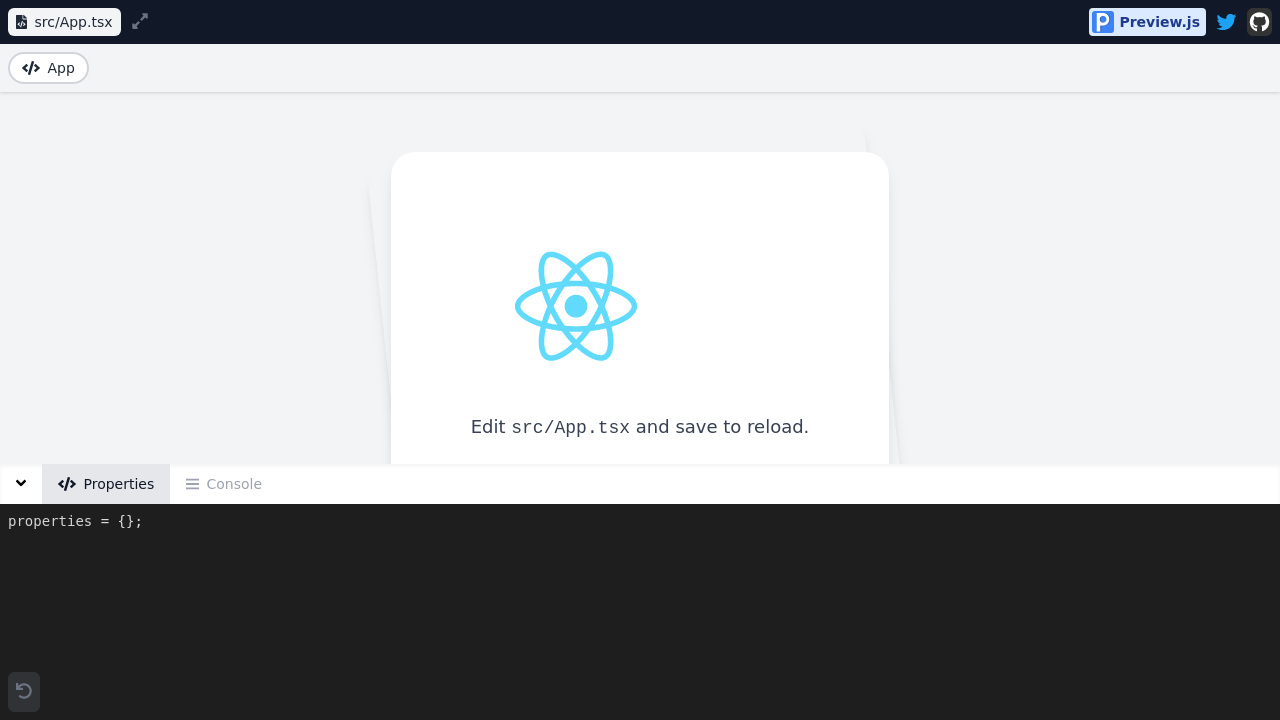 src/App.tsx
Preview.js
App
Edit src/App.tsx and save to reload.
Properties
Console
properties = {};